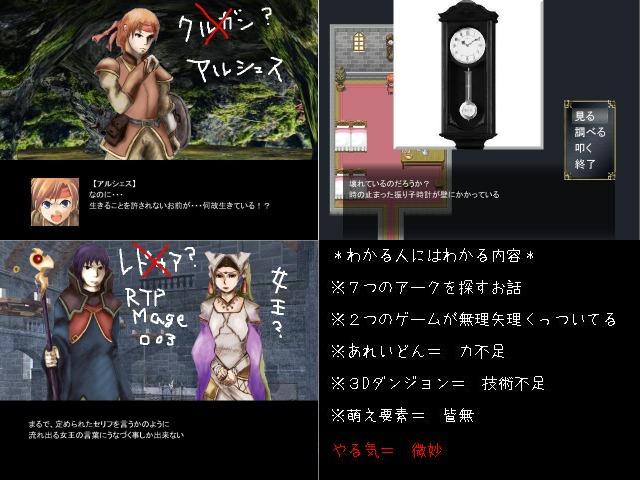 クルガン?
アルシェス
【アルシェス】
なのに・・・
生きることを許されないお前が・・・何故生きている!?
見る
調べる
叩く
終了
壊れているのだろうか?
時の止まった振り子時計が壁にかかっている
レドゥア?
RTP
Mage
003
女王?
まるで、定められたセリフを言うかのように
流れ出る女王の言葉にうなづく事しか出来ない
*わかる人にはわかる内容*
※7つのアークを探すお話
※2つのゲームが無理矢理くっついてる
※あれいどん= 力不足
※3Dダンジョン= 技術不足
※萌え要素= 皆無
やる気= 微妙